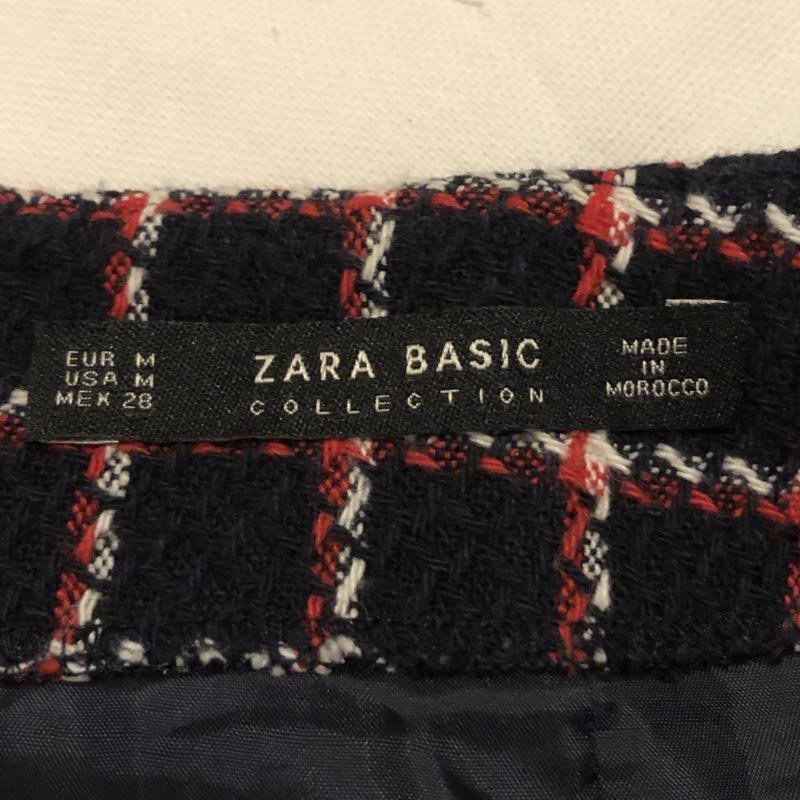 EUR M
USA M
MEX 28
ZARA BASIC
COLLECTION
MADE
IN
MOROCCO